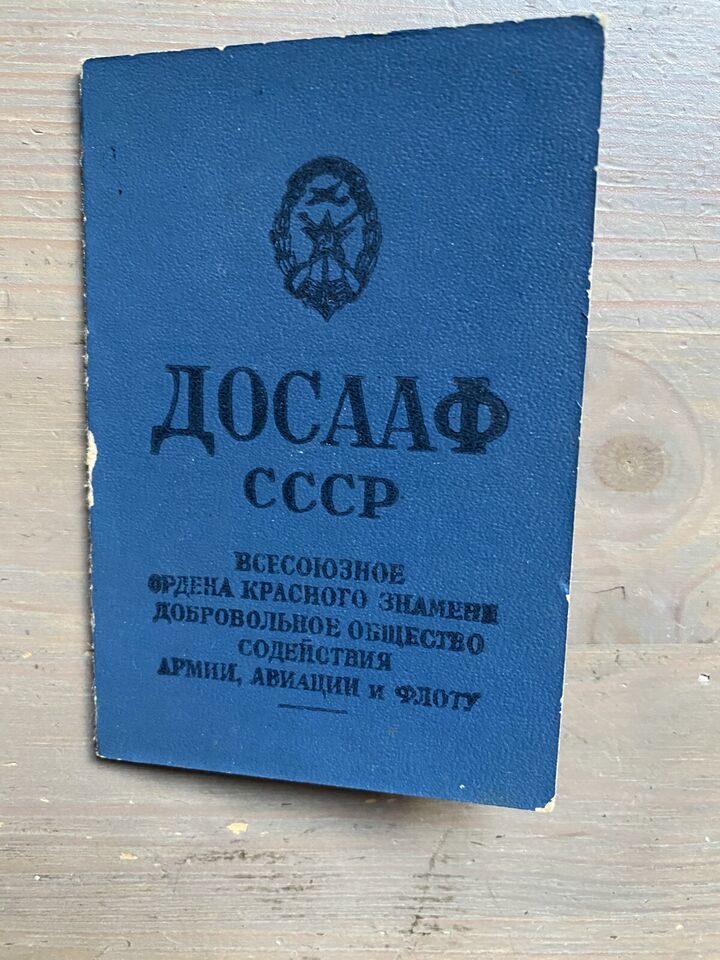 ДОСААФ
СССР
ВСЕСОЮЗНОЕ
ОРДЕНА КРАСНОГО ЗНАМЕНИ
ДОБРОВОЛЬНОЕ ОБЩЕСТВО
СОДЕЙСТВИЯ
АРМИИ, АВИАЦИИ и ФЛОТУ